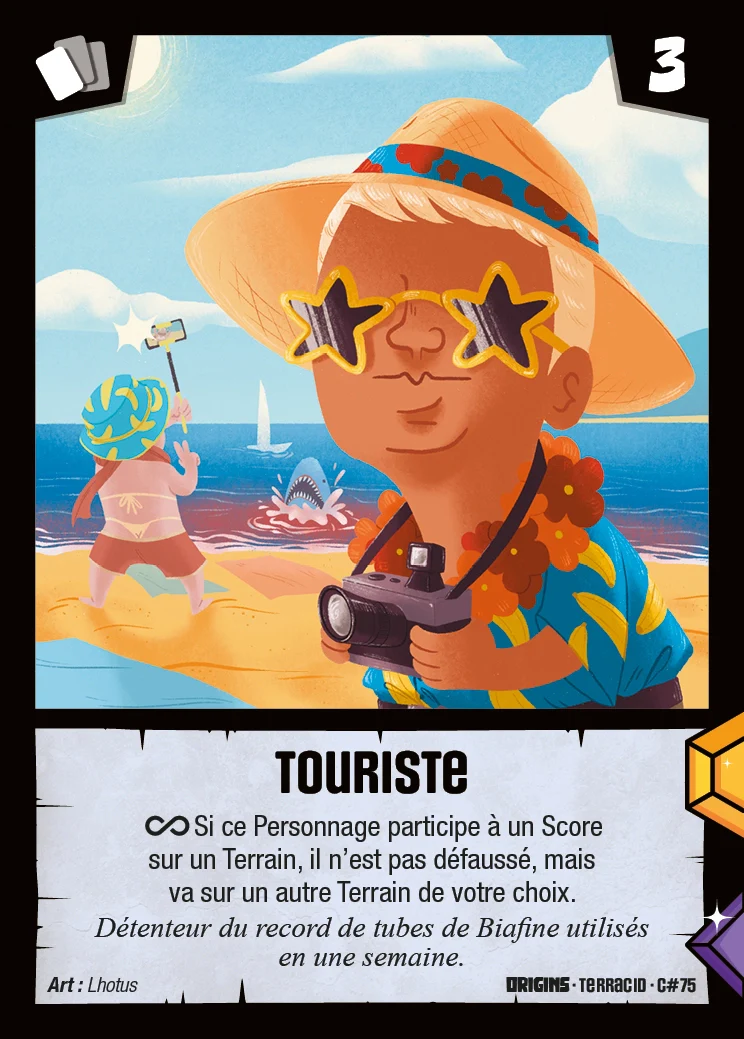 3
TOURISTE
∞ Si ce Personnage participe à un Score
sur un Terrain, il n’est pas défaussé, mais
va sur un autre Terrain de votre choix.
Détenteur du record de tubes de Biafine utilisés
en une semaine.
Art : Lhotus
ORIGINS · TERRACID · C#75